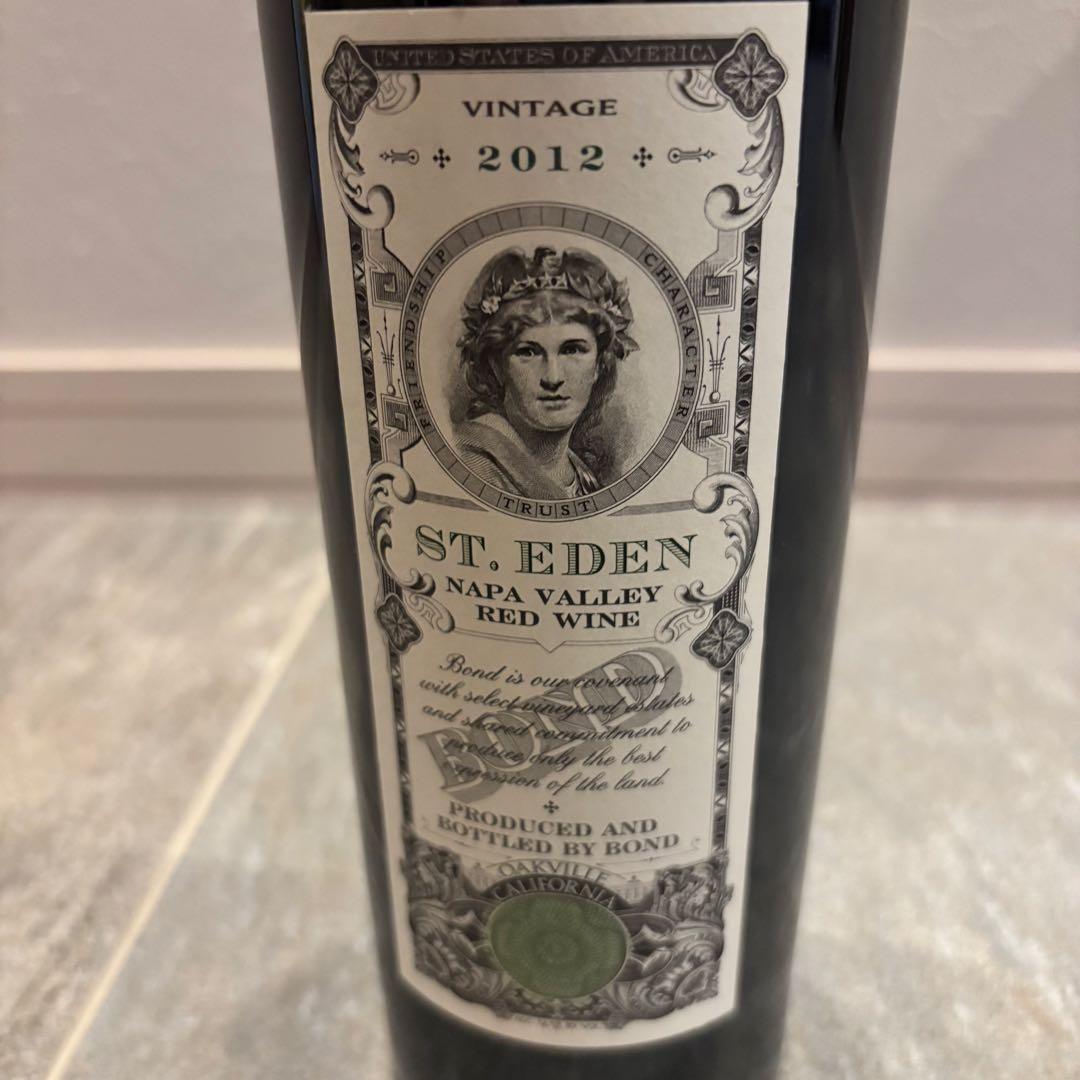 UNITED STATES OF AMERICA
VINTAGE
2012
FRIENDSHIP
CHARACTER
TRUST
ST. EDEN
NAPA VALLEY
RED WINE
BOND
Bond is our covenant
with select vineyard estates
and shared commitment to
produce only the best
expression of the land.
PRODUCED AND
BOTTLED BY BOND
OAKVILLE
CALIFORNIA